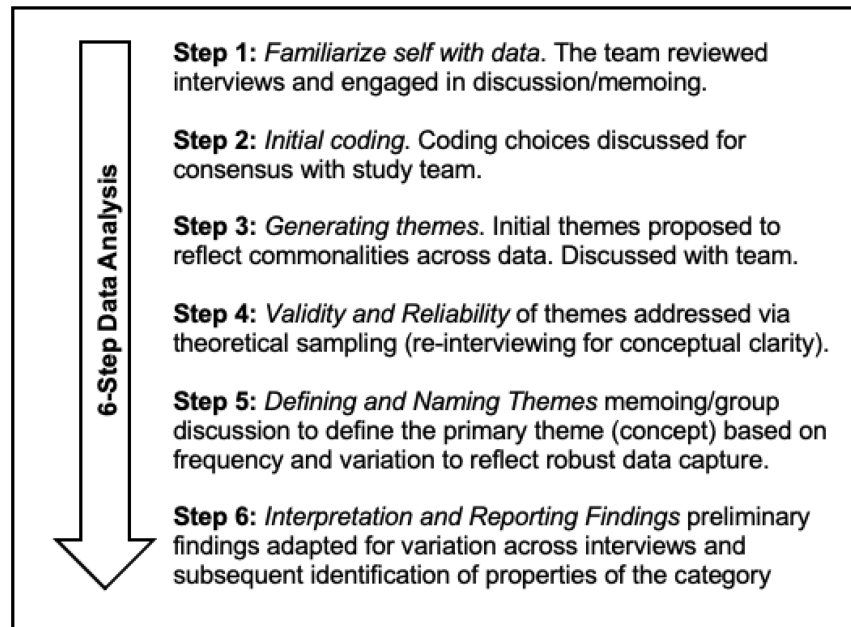 6-Step Data Analysis
Step 1: Familiarize self with data. The team reviewed
interviews and engaged in discussion/memoing.
Step 2: Initial coding. Coding choices discussed for
consensus with study team.
Step 3: Generating themes. Initial themes proposed to
reflect commonalities across data. Discussed with team.
Step 4: Validity and Reliability of themes addressed via
theoretical sampling (re-interviewing for conceptual clarity).
Step 5: Defining and Naming Themes memoing/group
discussion to define the primary theme (concept) based on
frequency and variation to reflect robust data capture.
Step 6: Interpretation and Reporting Findings preliminary
findings adapted for variation across interviews and
subsequent identification of properties of the category